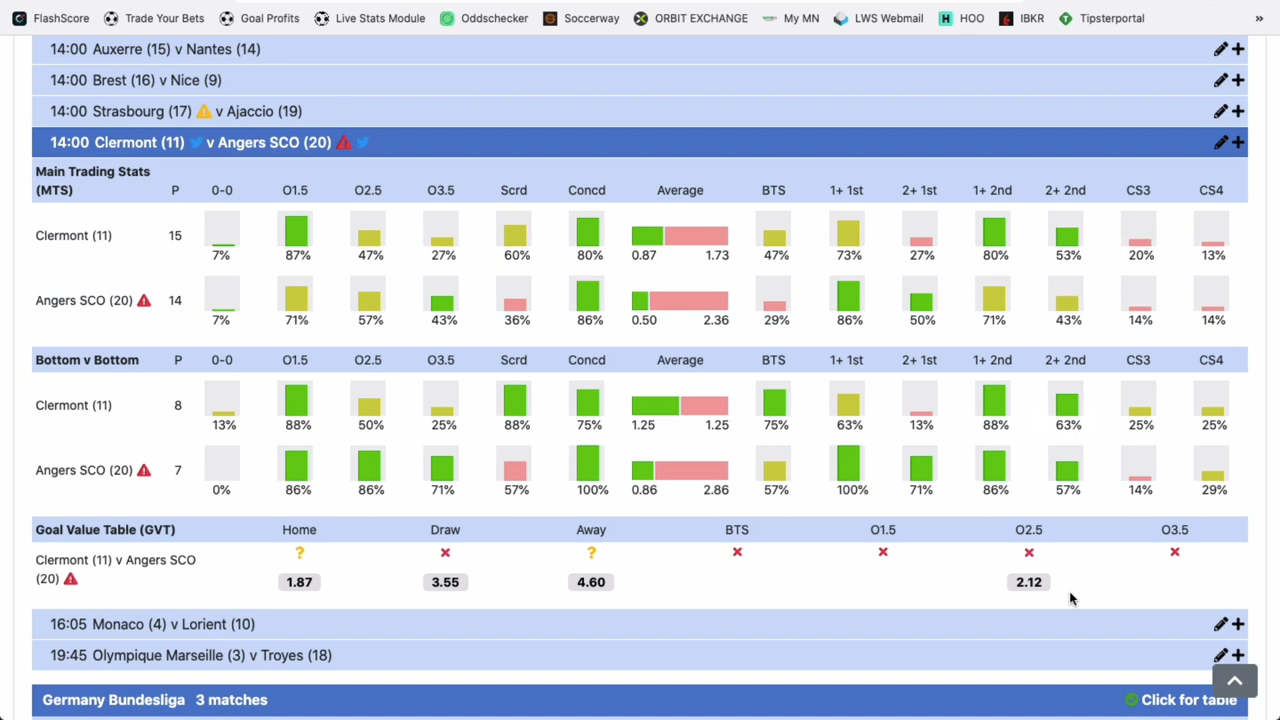 FlashScore Trade Your Bets Goal Profits Live Stats Module Oddschecker Soccerway ORBIT EXCHANGE My MN LWS Webmail HOO IBKR Tipsterportal »
14:00 Auxerre (15) v Nantes (14)
14:00 Brest (16) v Nice (9)
14:00 Strasbourg (17) v Ajaccio (19)
14:00 Clermont (11) v Angers SCO (20)
Main Trading Stats
(MTS) P 0-0 O1.5 O2.5 O3.5 Scrd Concd Average BTS 1+ 1st 2+ 1st 1+ 2nd 2+ 2nd CS3 CS4
Clermont (11) 15
7% 87% 47% 27% 60% 80% 0.87 1.73 47% 73% 27% 80% 53% 20% 13%
Angers SCO (20) 14
7% 71% 57% 43% 36% 86% 0.50 2.36 29% 86% 50% 71% 43% 14% 14%
Bottom v Bottom P 0-0 O1.5 O2.5 O3.5 Scrd Concd Average BTS 1+ 1st 2+ 1st 1+ 2nd 2+ 2nd CS3 CS4
Clermont (11) 8
13% 88% 50% 25% 88% 75% 1.25 1.25 75% 63% 13% 88% 63% 25% 25%
Angers SCO (20) 7
0% 86% 86% 71% 57% 100% 0.86 2.86 57% 100% 71% 86% 57% 14% 29%
Goal Value Table (GVT) Home Draw Away BTS O1.5 O2.5 O3.5
Clermont (11) v Angers SCO
(20)
? ?
1.87 3.55 4.60 2.12
16:05 Monaco (4) v Lorient (10)
19:45 Olympique Marseille (3) v Troyes (18)
Germany Bundesliga 3 matches Click for table